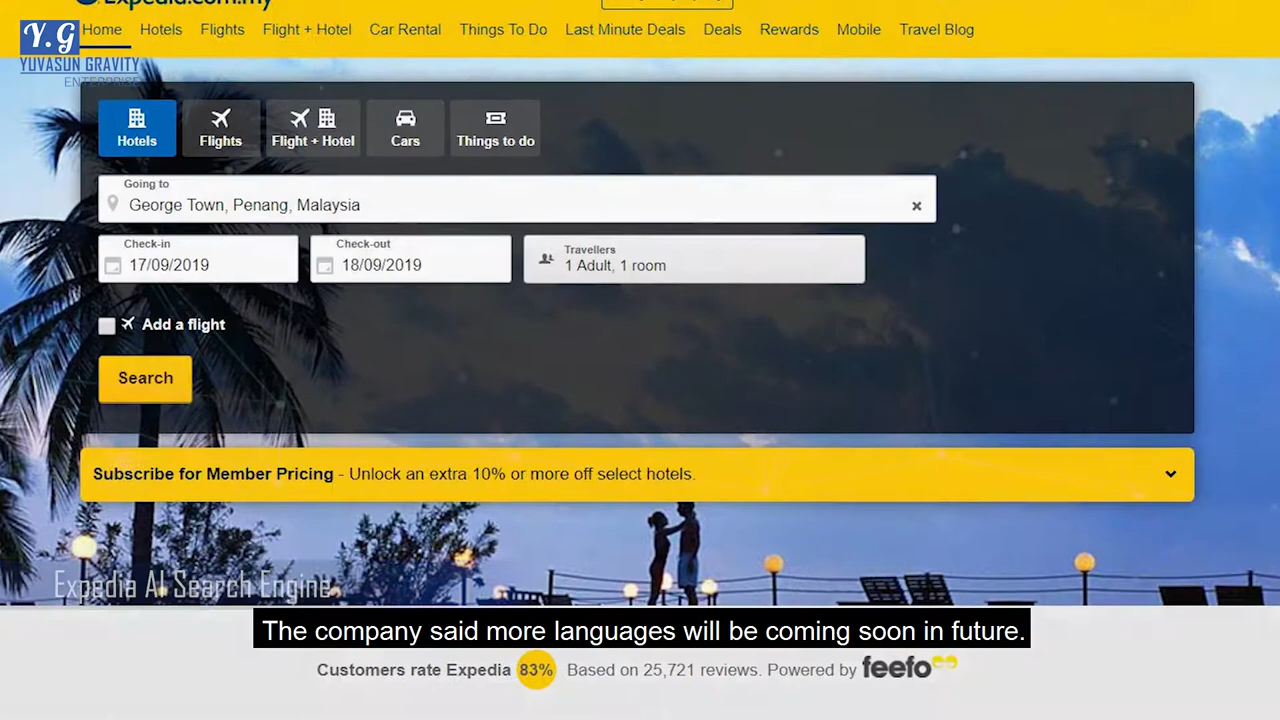 Expedia.com.my
Y.G
YUVASUN GRAVITY
ENTERPRISE
Home Hotels Flights Flight + Hotel Car Rental Things To Do Last Minute Deals Deals Rewards Mobile Travel Blog
Hotels Flights Flight + Hotel Cars Things to do
Going to
George Town, Penang, Malaysia
Check-in Check-out Travellers
17/09/2019 18/09/2019 1 Adult, 1 room
Add a flight
Search
Subscribe for Member Pricing - Unlock an extra 10% or more off select hotels.
Expedia AI Search Engine
The company said more languages will be coming soon in future.
Customers rate Expedia 83% Based on 25,721 reviews. Powered by feefo